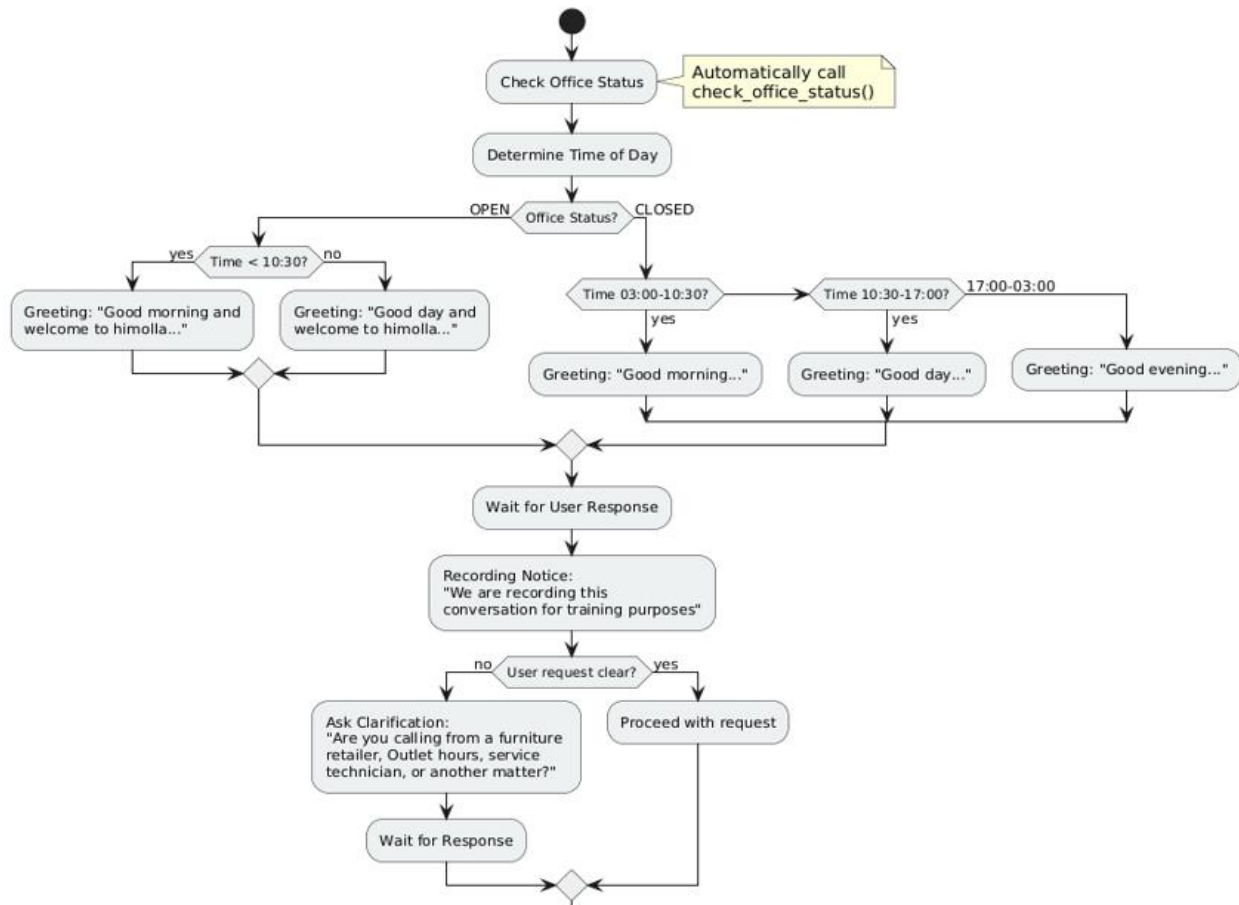 Check Office Status
Automatically call
check_office_status()
Determine Time of Day
OPEN
Office Status?
CLOSED
yes
Time < 10:30?
no
Time 03:00-10:30?
Time 10:30-17:00?
17:00-03:00
Greeting: "Good morning and
welcome to himolla..."
Greeting: "Good day and
welcome to himolla..."
yes
yes
Greeting: "Good morning..."
Greeting: "Good day..."
Greeting: "Good evening..."
Wait for User Response
Recording Notice:
"We are recording this
conversation for training purposes"
no
User request clear?
yes
Ask Clarification:
"Are you calling from a furniture
retailer, Outlet hours, service
technician, or another matter?"
Proceed with request
Wait for Response